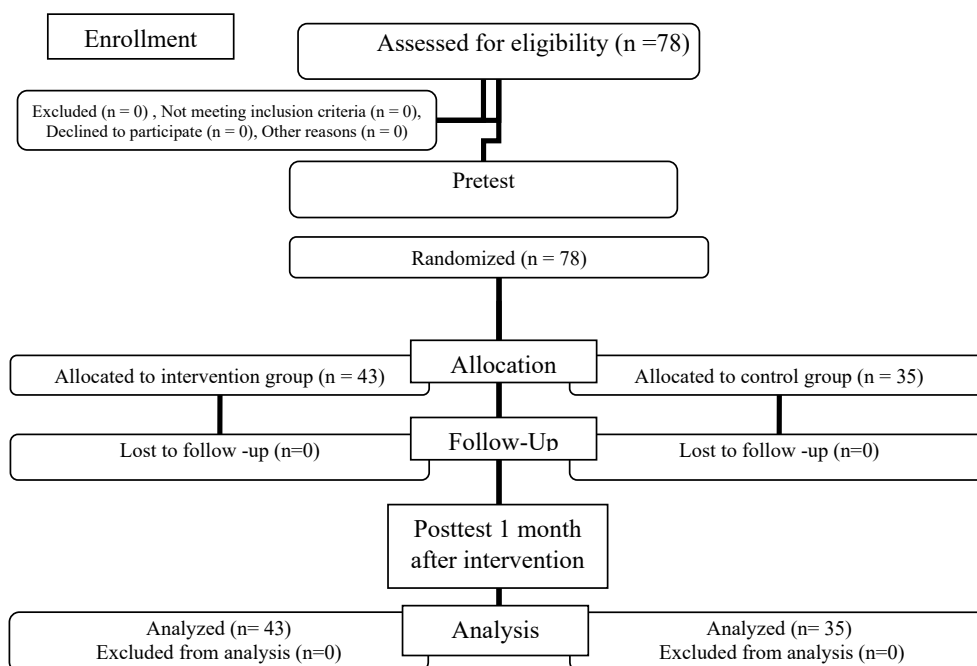 Enrollment
Assessed for eligibility (n =78)
Excluded (n = 0) , Not meeting inclusion criteria (n = 0),
Declined to participate (n = 0), Other reasons (n = 0)
Pretest
Randomized (n = 78)
Allocation
Allocated to intervention group (n = 43)
Allocated to control group (n = 35)
Follow-Up
Lost to follow -up (n=0)
Lost to follow -up (n=0)
Posttest 1 month
after intervention
Analysis
Analyzed (n= 43)
Excluded from analysis (n=0)
Analyzed (n= 35)
Excluded from analysis (n=0)